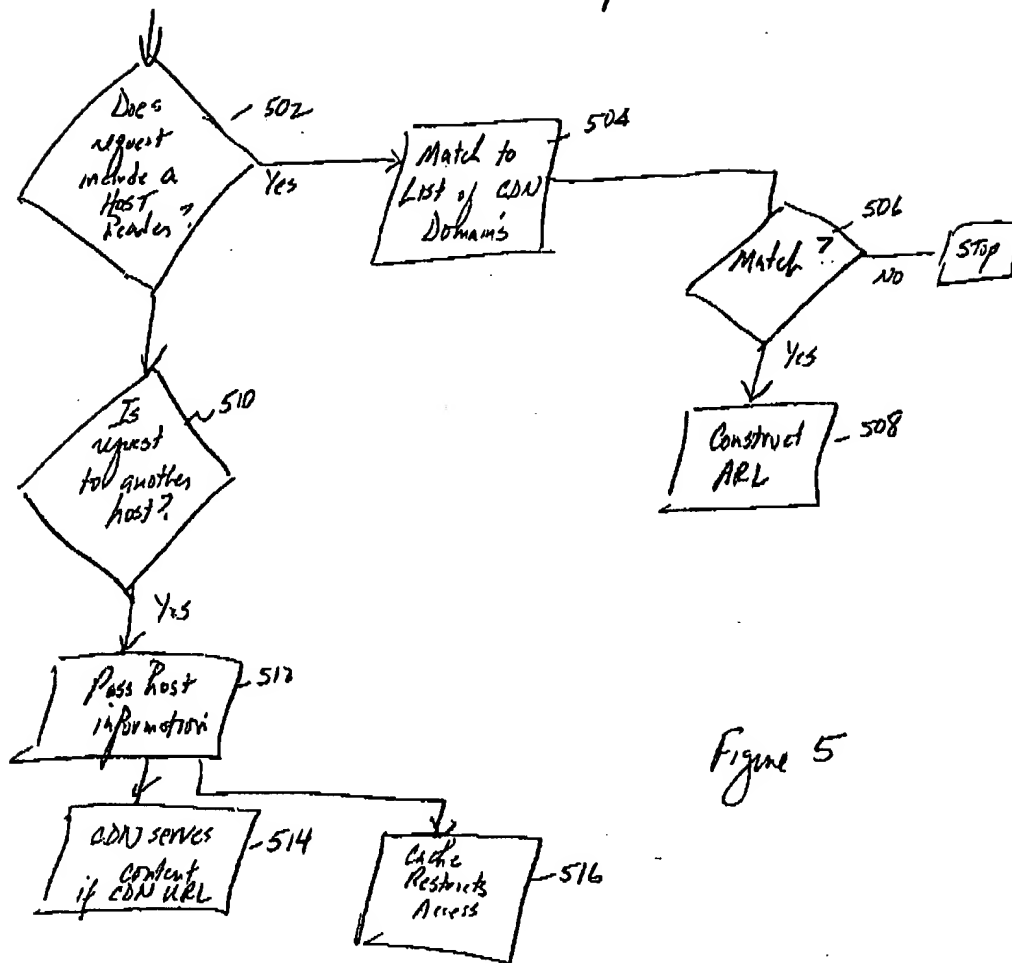 Does
request
include a
HOST
header?
502
Yes
Match to
List of CDN
Domains
504
Match?
506
NO
STOP
Yes
Construct
ARL
508
Is
request
to another
host?
510
Yes
Pass host
information
512
CDN serves
content
if CDN URL
514
Cache
Restricts
Access
516
Figure 5